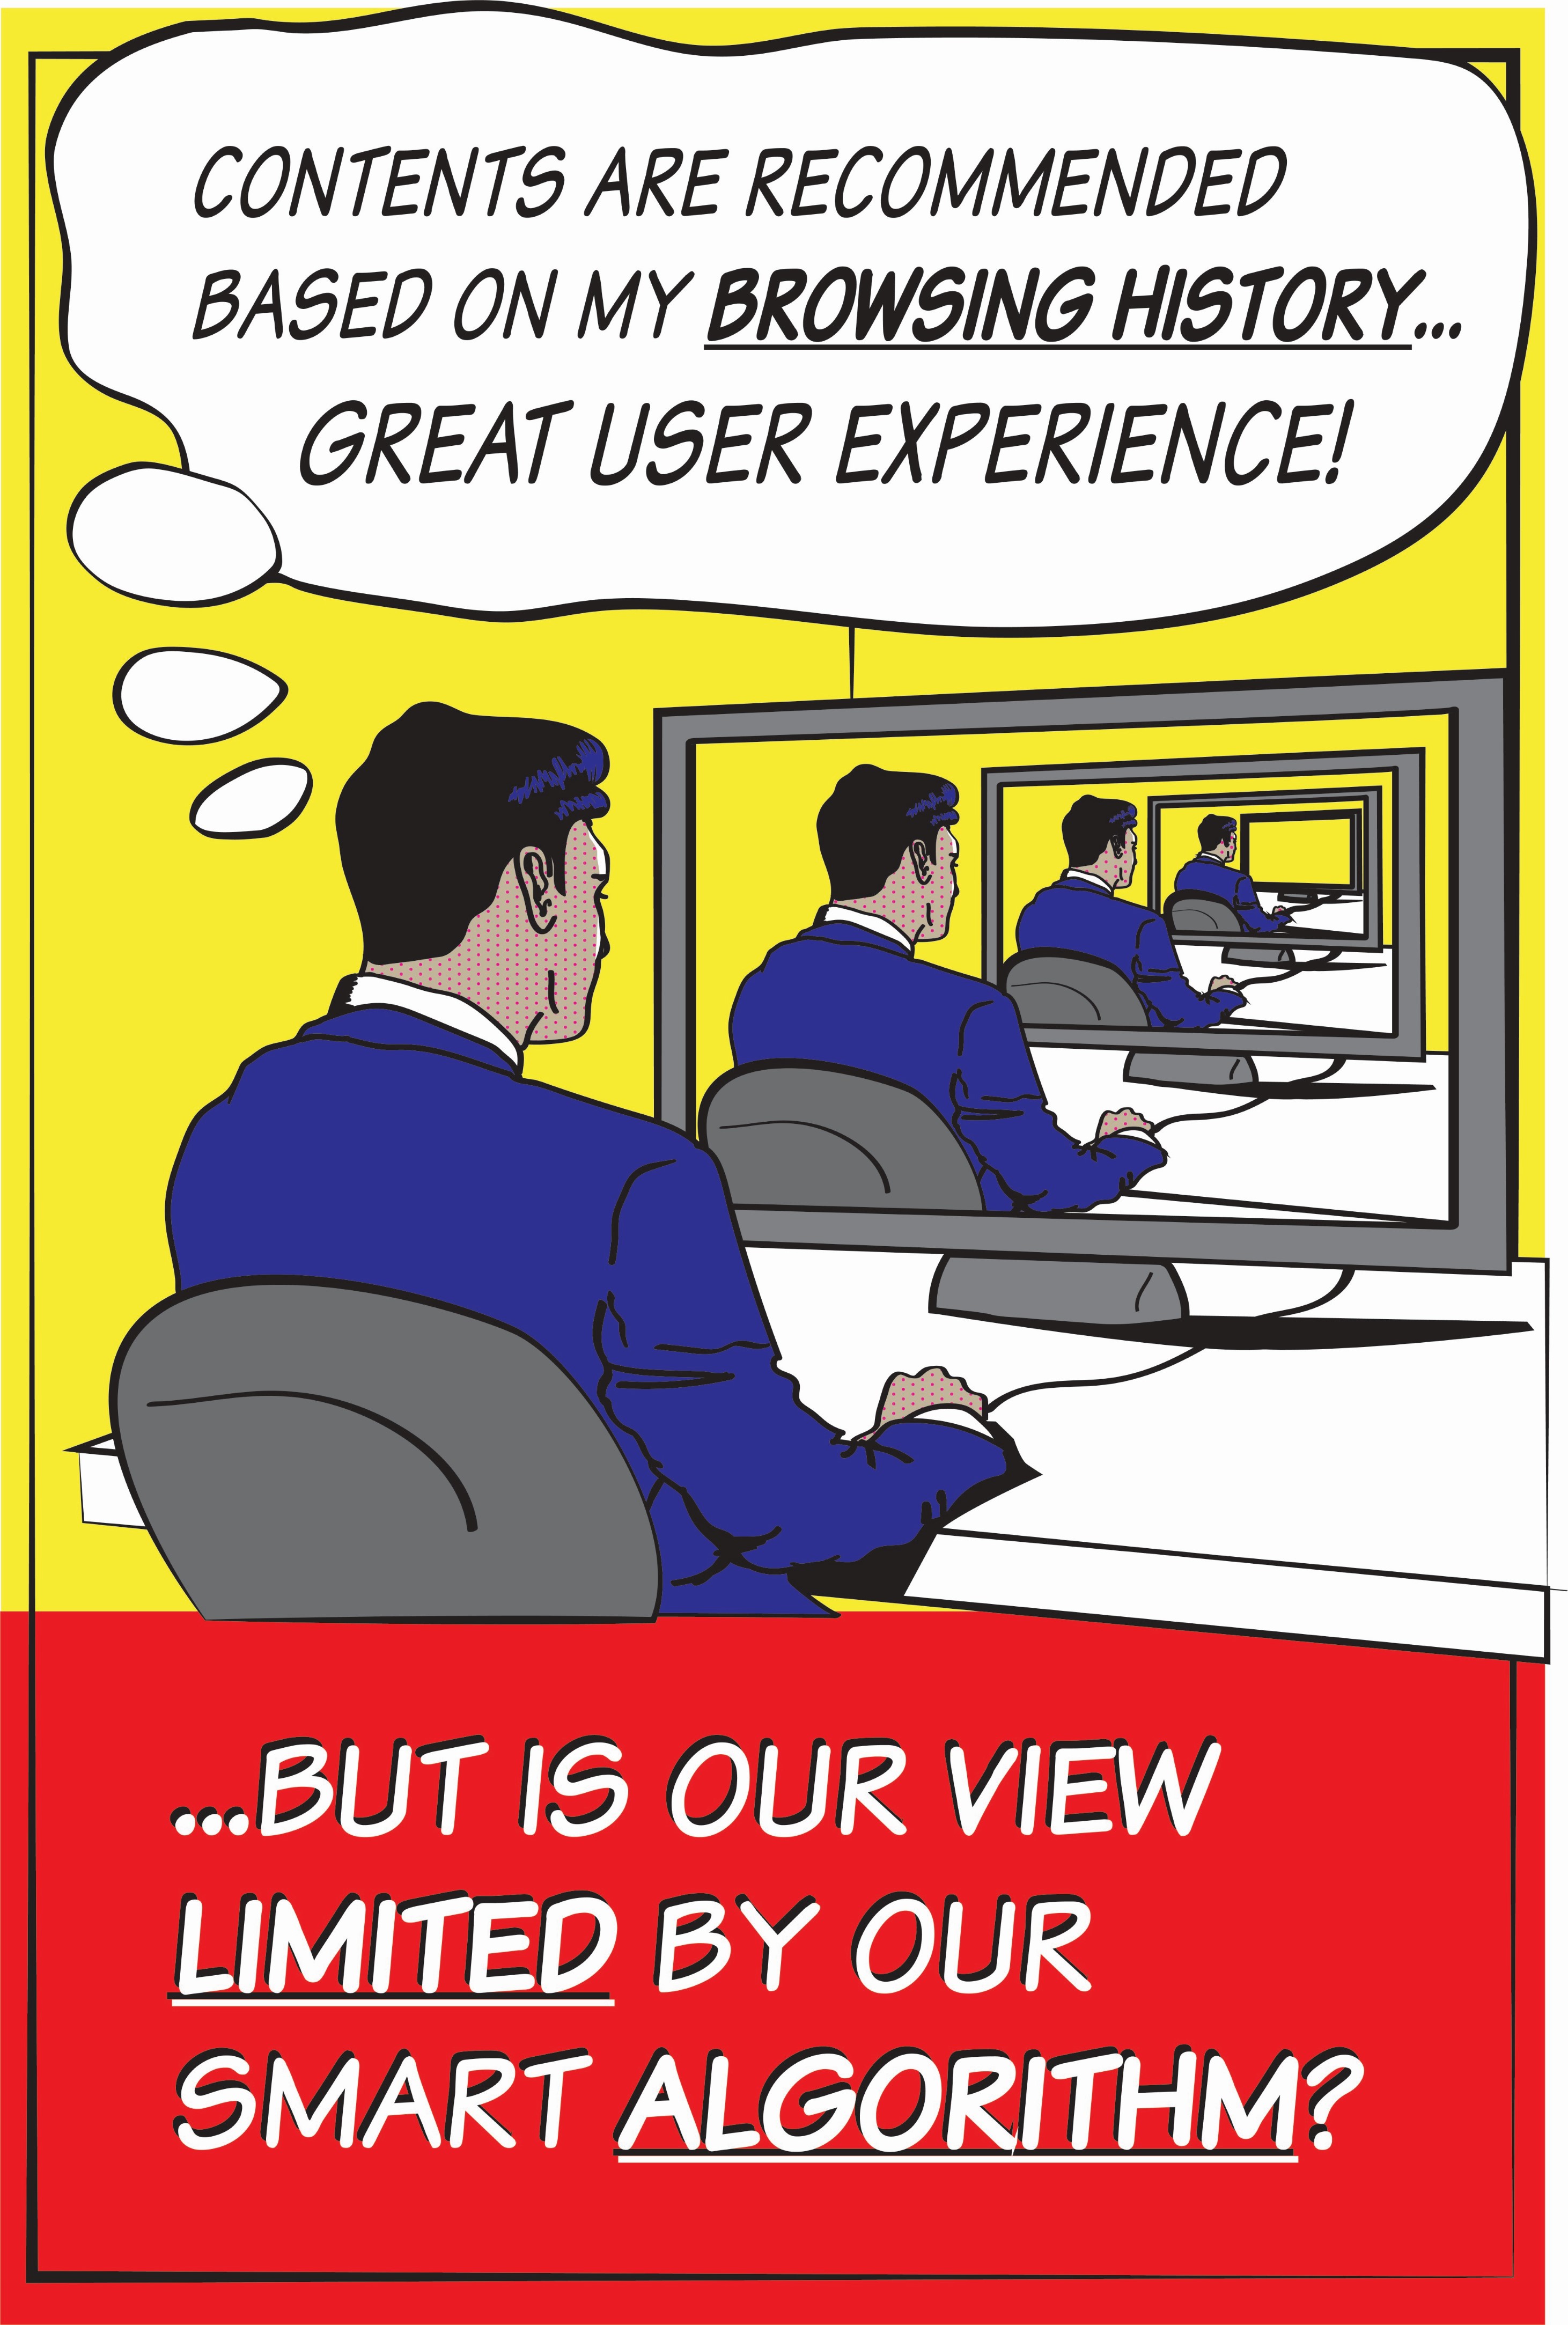 CONTENTS ARE RECOMMENDED
BASED ON MY BROWSING HISTORY...
GREAT USER EXPERIENCE!
...BUT IS OUR VIEW
LIMITED BY OUR
SMART ALGORITHM?